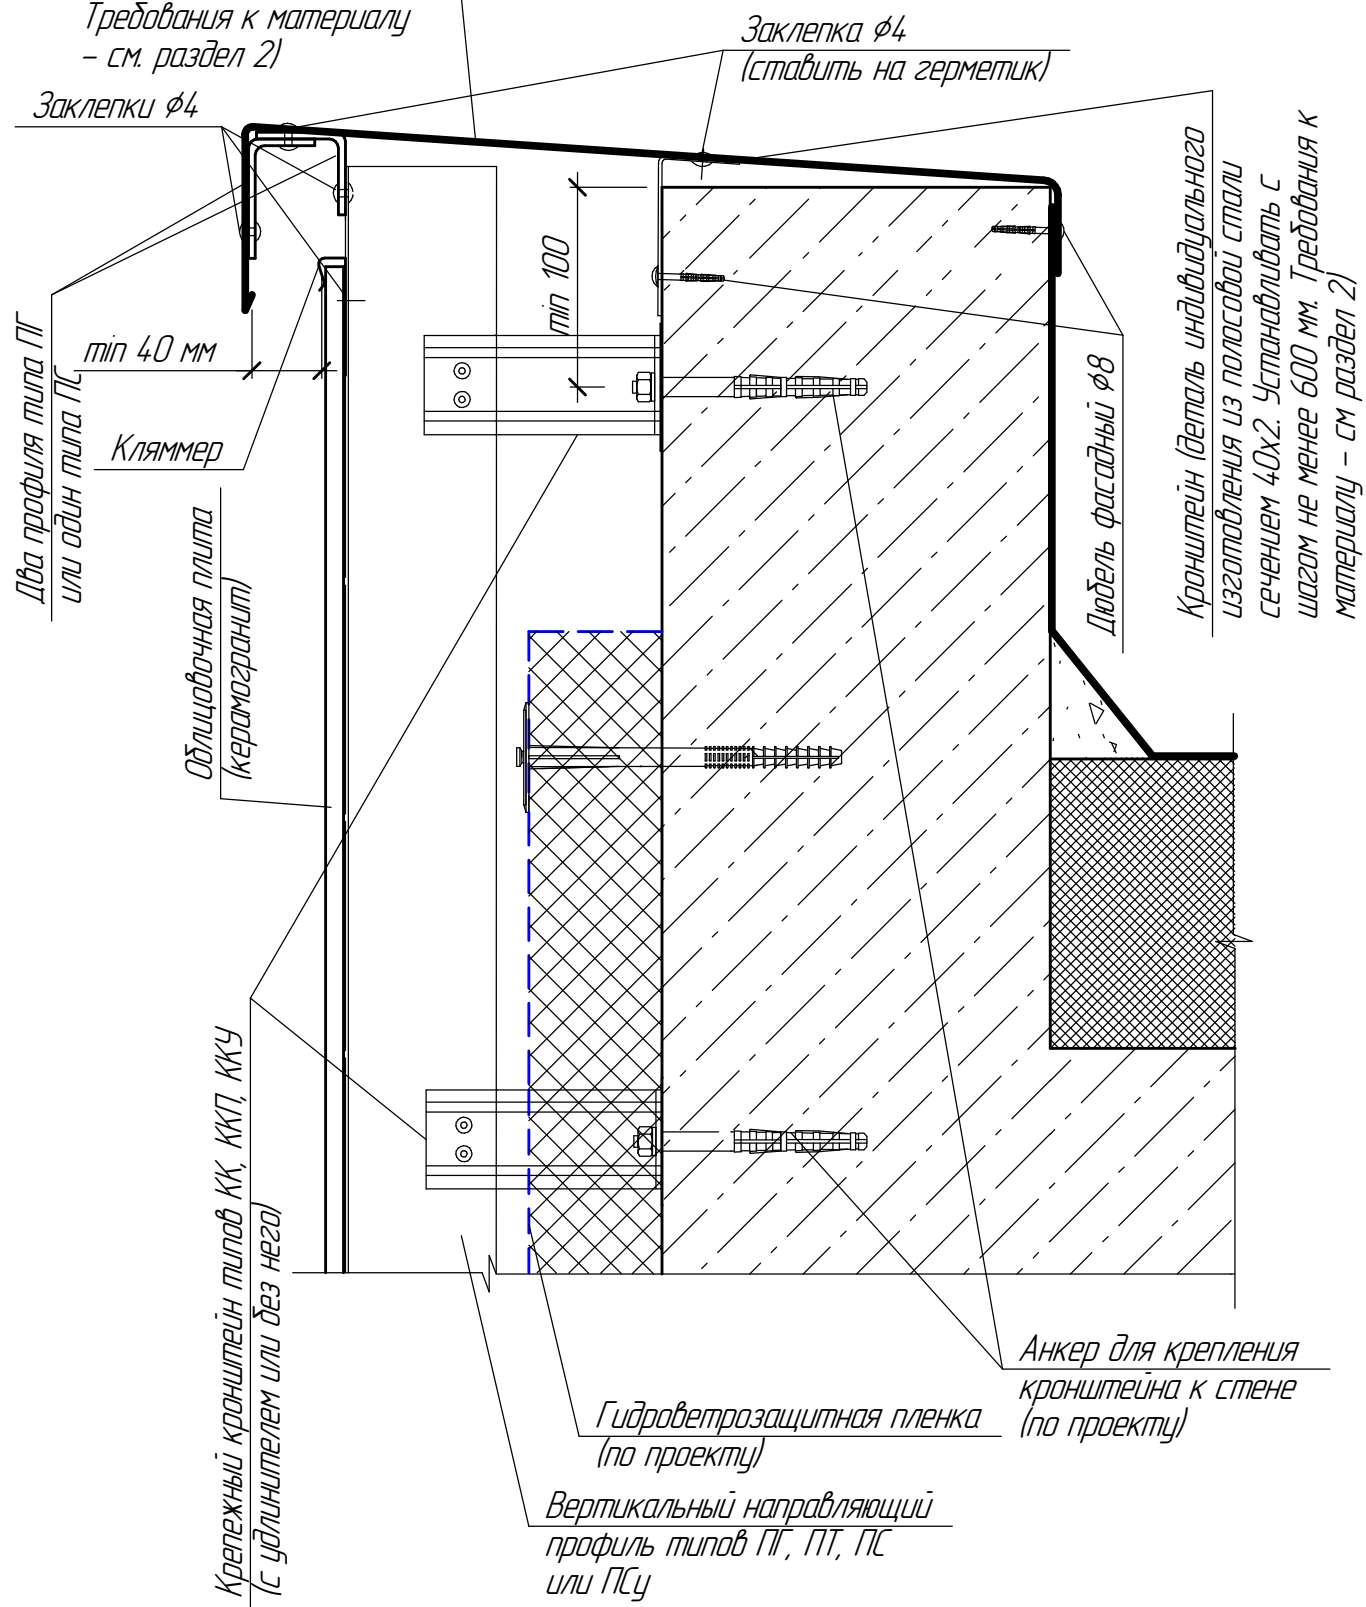 Требования к материалу
- см. раздел 2)
Заклепка ϕ4
(ставить на герметик)
Заклепки ϕ4
Кронштейн (деталь индивидуального
изготовления из полосовой стали
сечением 40х2. Устанавливать с
шагом не менее 600 мм. Требования к
материалу - см раздел 2)
min 100
min 40 мм
Два профиля типа ПГ
или один типа ПС
Кляммер
Дюбель фасадный ϕ8
Облицовочная плита
(керамогранит)
Крепежный кронштейн типов КК, ККП, ККУ
(с удлинителем или без него)
Анкер для крепления
кронштейна к стене
(по проекту)
Гидроветрозащитная пленка
(по проекту)
Вертикальный направляющий
профиль типов ПГ, ПТ, ПС
или ПСу